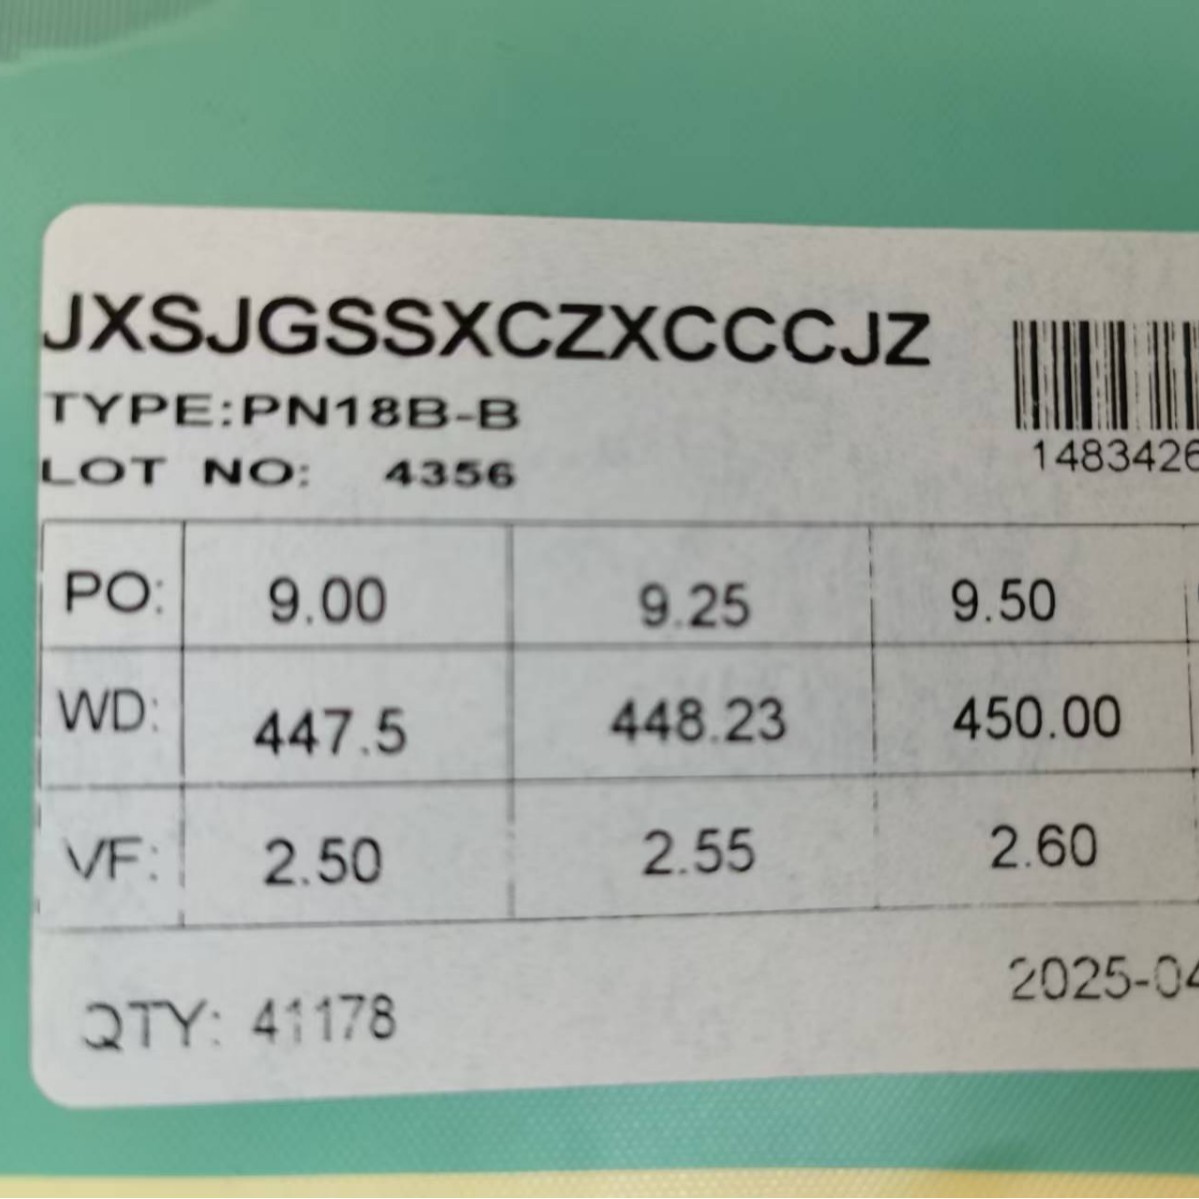 JXSJGSSXCZXCCCJZ
TYPE:PN18B-B
LOT NO: 4356
1483426
PO: 9.00 9.25 9.50
WD: 447.5 448.23 450.00
VF: 2.50 2.55 2.60
2025-04
QTY: 41178